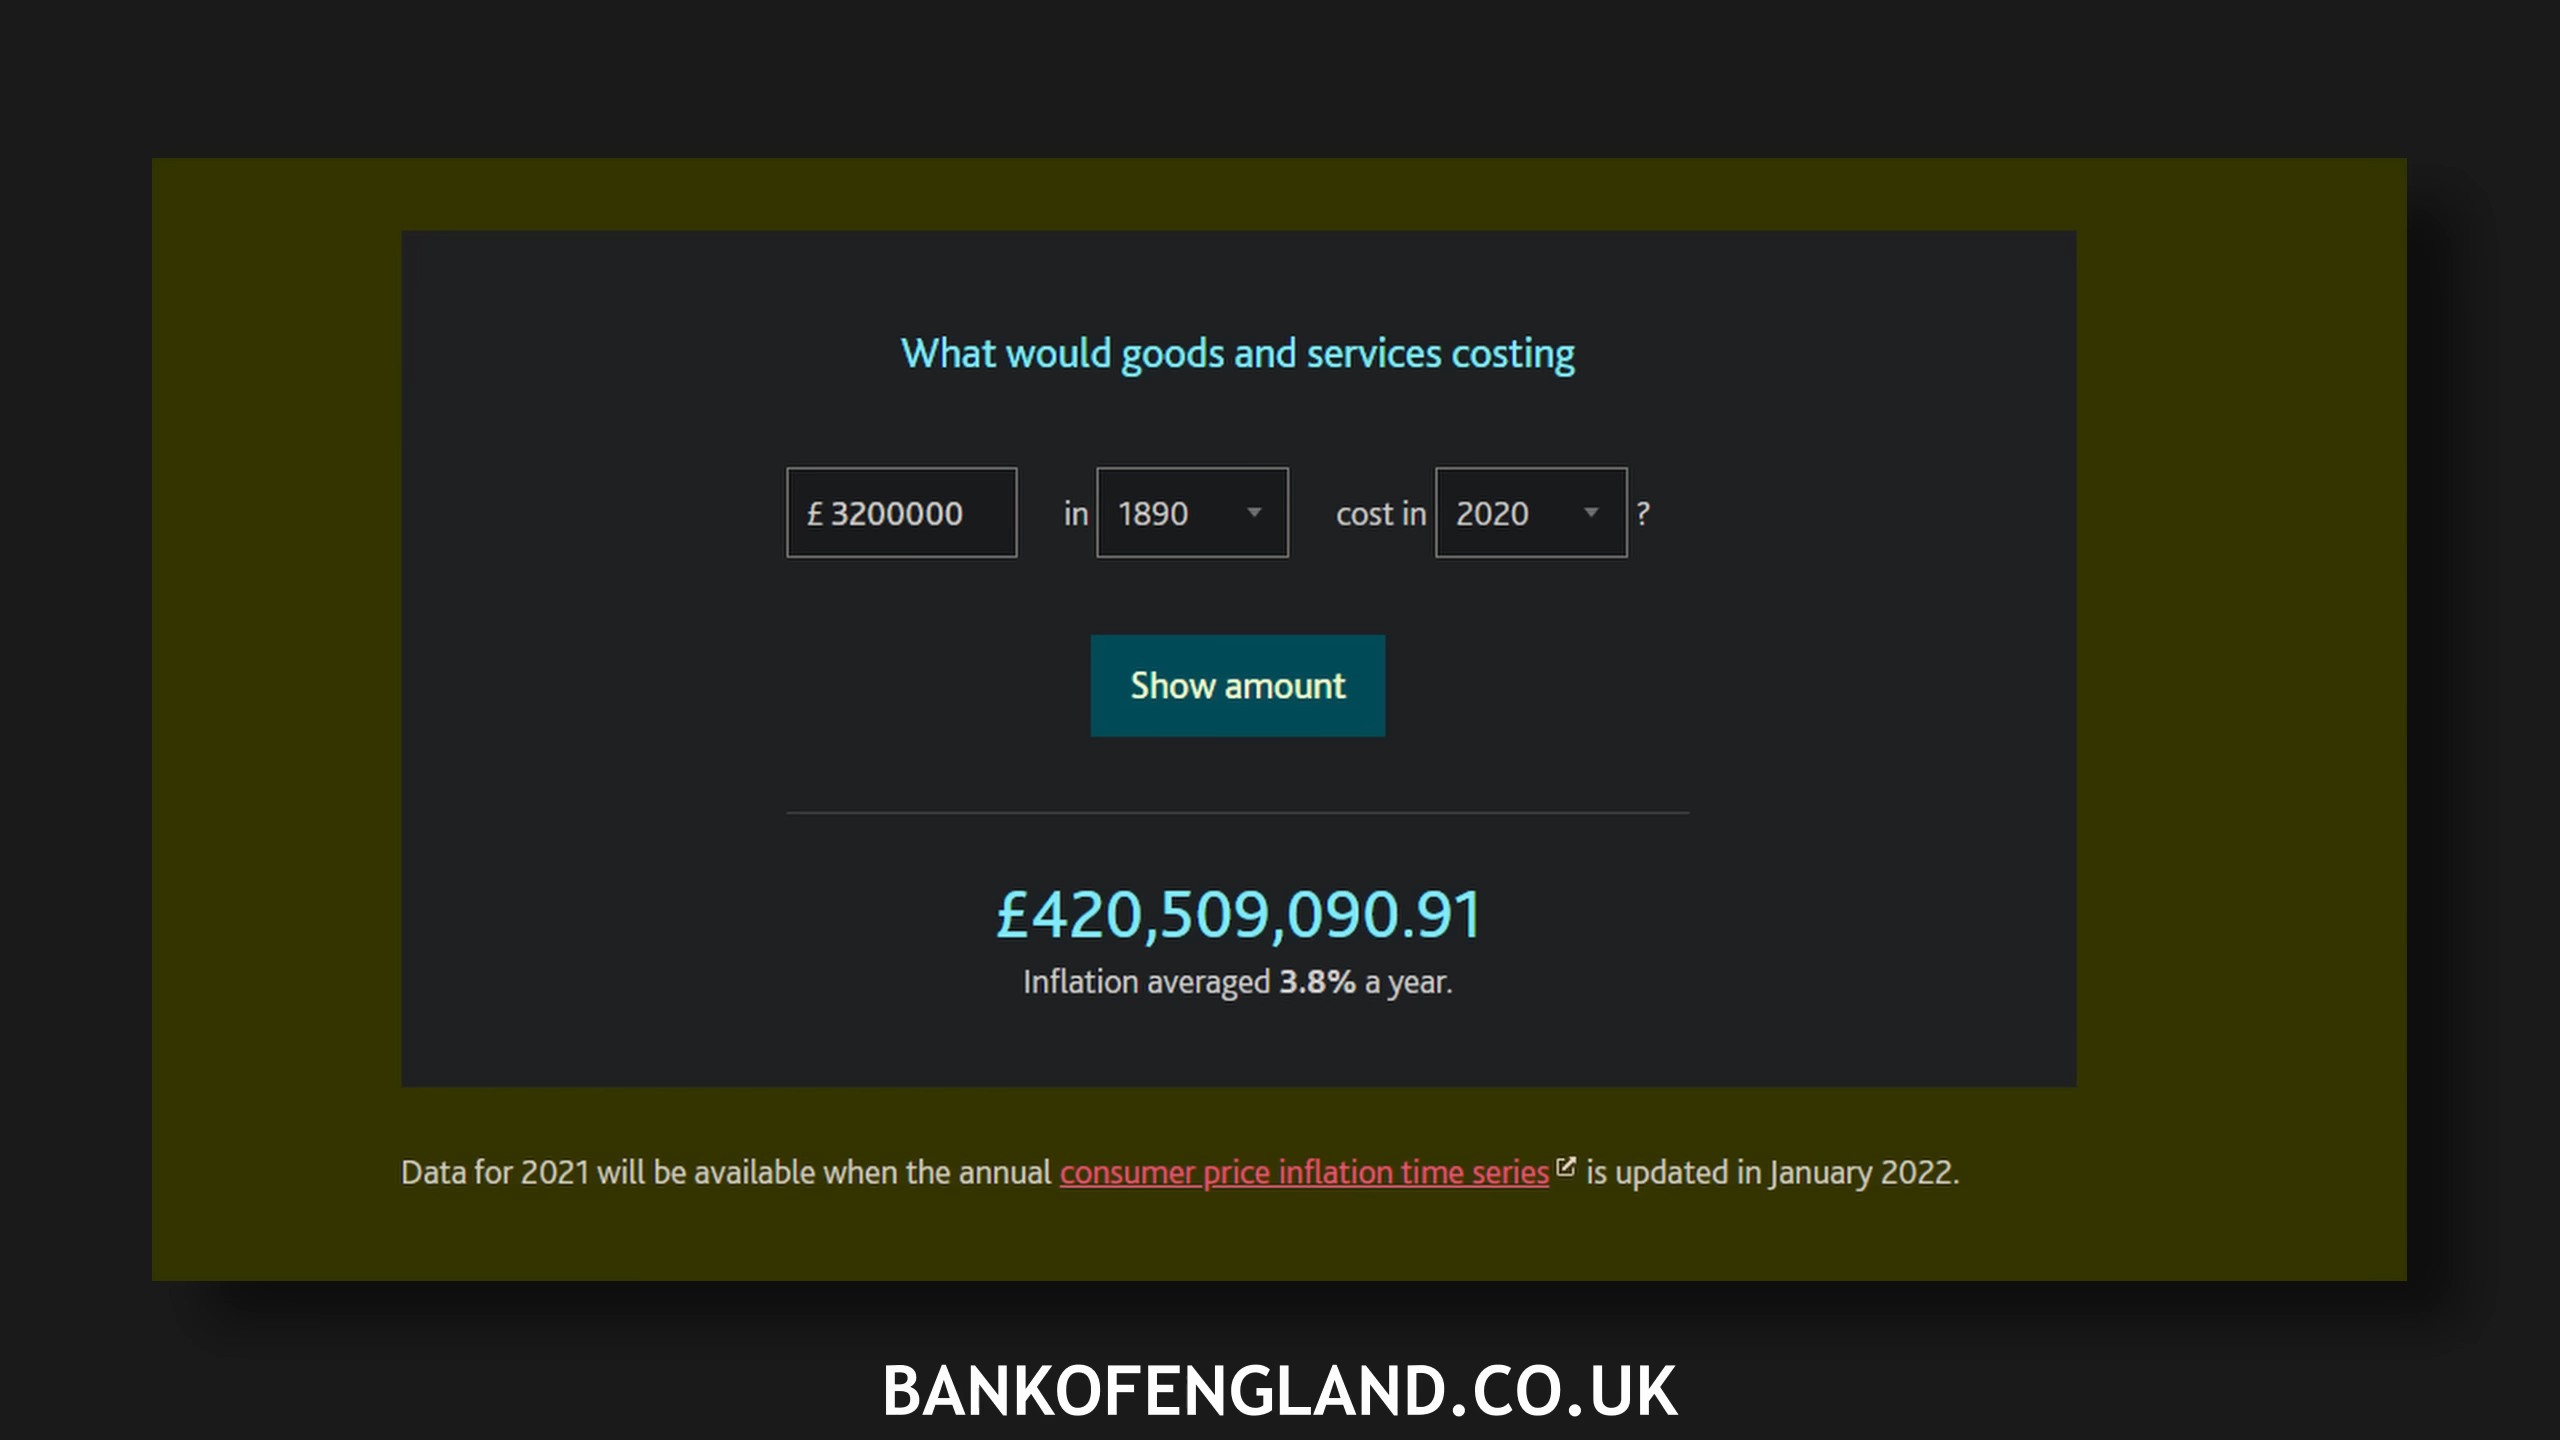 What would goods and services costing
£ 3200000 in 1890 cost in 2020 ?
Show amount
£420,509,090.91
Inflation averaged 3.8% a year.
Data for 2021 will be available when the annual consumer price inflation time series is updated in January 2022.
BANKOFENGLAND.CO.UK